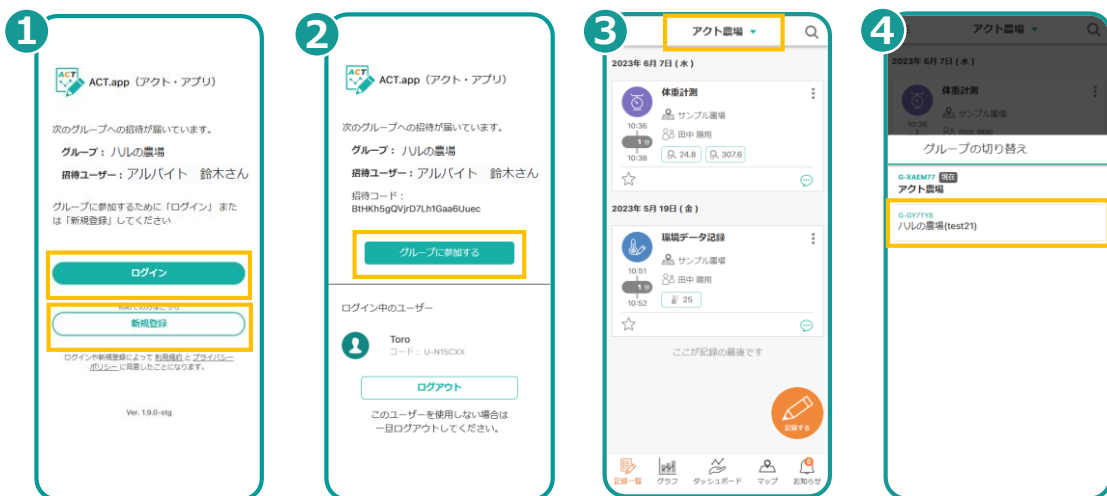 1
ACT
ACT.app（アクト・アプリ）
次のグループへの招待が届いています。
グループ： ハルの農場
招待ユーザー：アルバイト　鈴木さん
グループに参加するために「ログイン」また
は「新規登録」してください
ログイン
新規登録
ログインや新規登録によって 利用規約 と プライバシー
ポリシー に同意したことになります。
Ver. 1.9.0-stg
2
ACT
ACT.app（アクト・アプリ）
次のグループへの招待が届いています。
グループ： ハルの農場
招待ユーザー：アルバイト　鈴木さん
招待コード：
BtHKh5gQVjrD7Lh1Gaa6Uuec
グループに参加する
ログイン中のユーザー
Toro
コード： U-N15CXX
ログアウト
このユーザーを使用しない場合は
一旦ログアウトしてください。
3
アクト農場
2023年 6月 7日 ( 水 )
体重計測
サンプル圃場
10:36
田中 陽翔
1 分
10:38
24.8
307.6
2023年 5月 19日 ( 金 )
環境データ記録
サンプル圃場
10:51
田中 陽翔
1 分
10:52
25
ここが記録の最後です
記録する
記録一覧
グラフ
ダッシュボード
マップ
お知らせ
4
アクト農場
2023年 6月 7日 ( 水 )
体重計測
サンプル圃場
10:36
グループの切り替え
G-XAEM77 現在
アクト農場
G-GY71Y8
ハルの農場(test21)